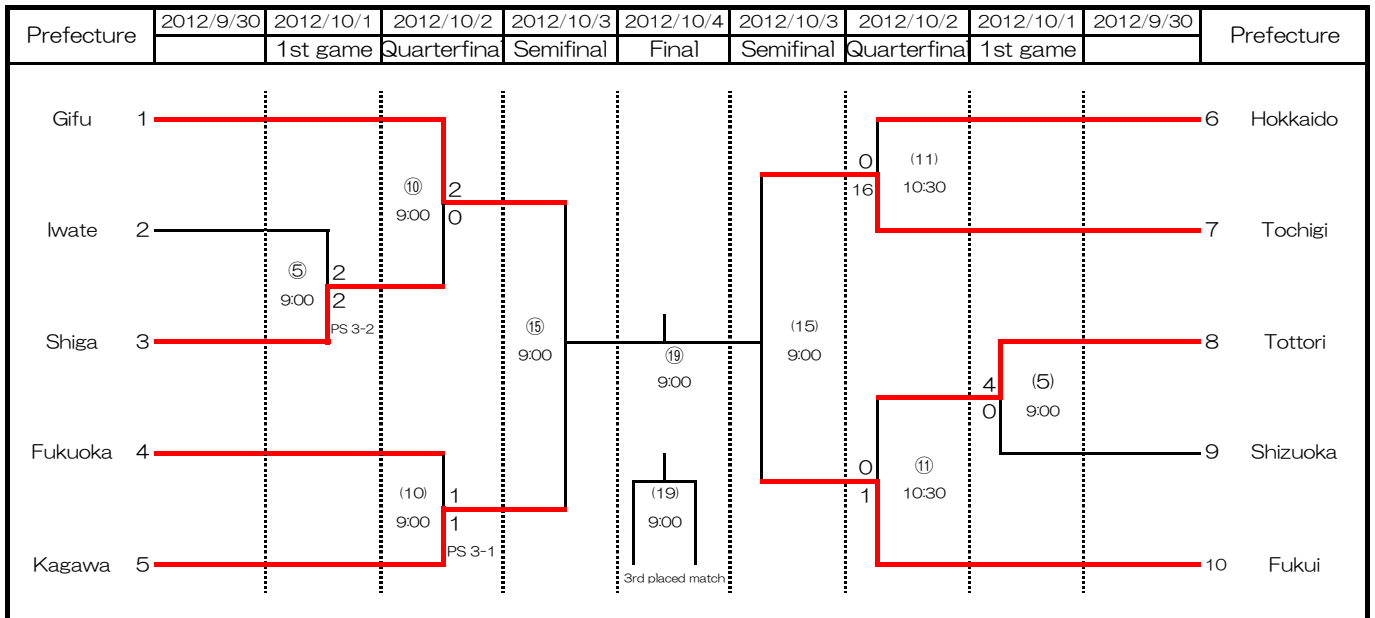 Prefecture 2012/9/30 2012/10/1 2012/10/2 2012/10/3 2012/10/4 2012/10/3 2012/10/2 2012/10/1 2012/9/30 Prefecture
1st game Quarterfinal Semifinal Final Semifinal Quarterfinal 1st game
Gifu 1 6 Hokkaido
0 (11)
⑩ 2 16 10:30
9:00 0
Iwate 2 7 Tochigi
⑤ 2
9:00 2
PS 3-2 ⑮ (15)
Shiga 3 8 Tottori
9:00 ⑲ 9:00
9:00 4 (5)
0 9:00
Fukuoka 4 9 Shizuoka
0 ⑪
(10) 1 (19) 1 10:30
9:00 1 9:00
PS 3-1
Kagawa 5 10 Fukui
3rd placed match